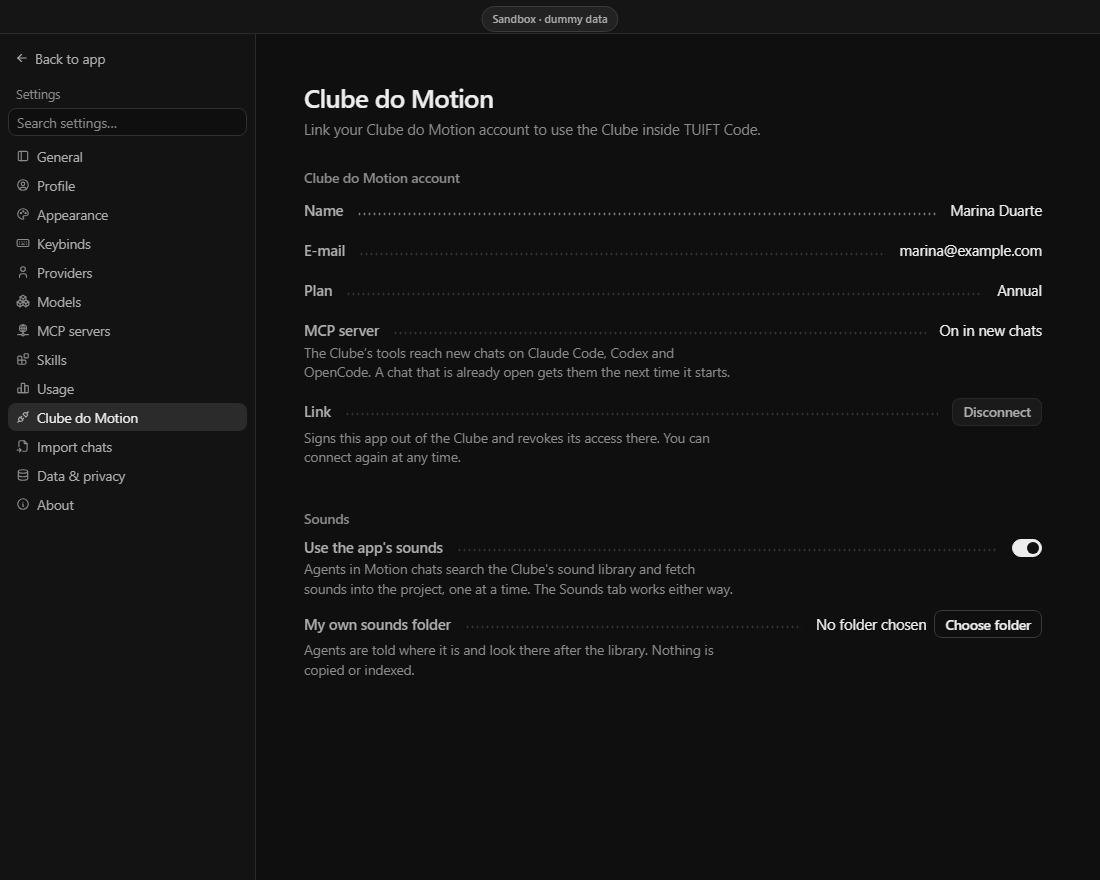 Sandbox · dummy data
Back to app
Settings
Search settings...
General
Profile
Appearance
Keybinds
Providers
Models
MCP servers
Skills
Usage
Clube do Motion
Import chats
Data & privacy
About
Clube do Motion
Link your Clube do Motion account to use the Clube inside TUIFT Code.
Clube do Motion account
Name Marina Duarte
E-mail marina@example.com
Plan Annual
MCP server On in new chats
The Clube's tools reach new chats on Claude Code, Codex and
OpenCode. A chat that is already open gets them the next time it starts.
Link Disconnect
Signs this app out of the Clube and revokes its access there. You can
connect again at any time.
Sounds
Use the app's sounds
Agents in Motion chats search the Clube's sound library and fetch
sounds into the project, one at a time. The Sounds tab works either way.
My own sounds folder No folder chosen Choose folder
Agents are told where it is and look there after the library. Nothing is
copied or indexed.